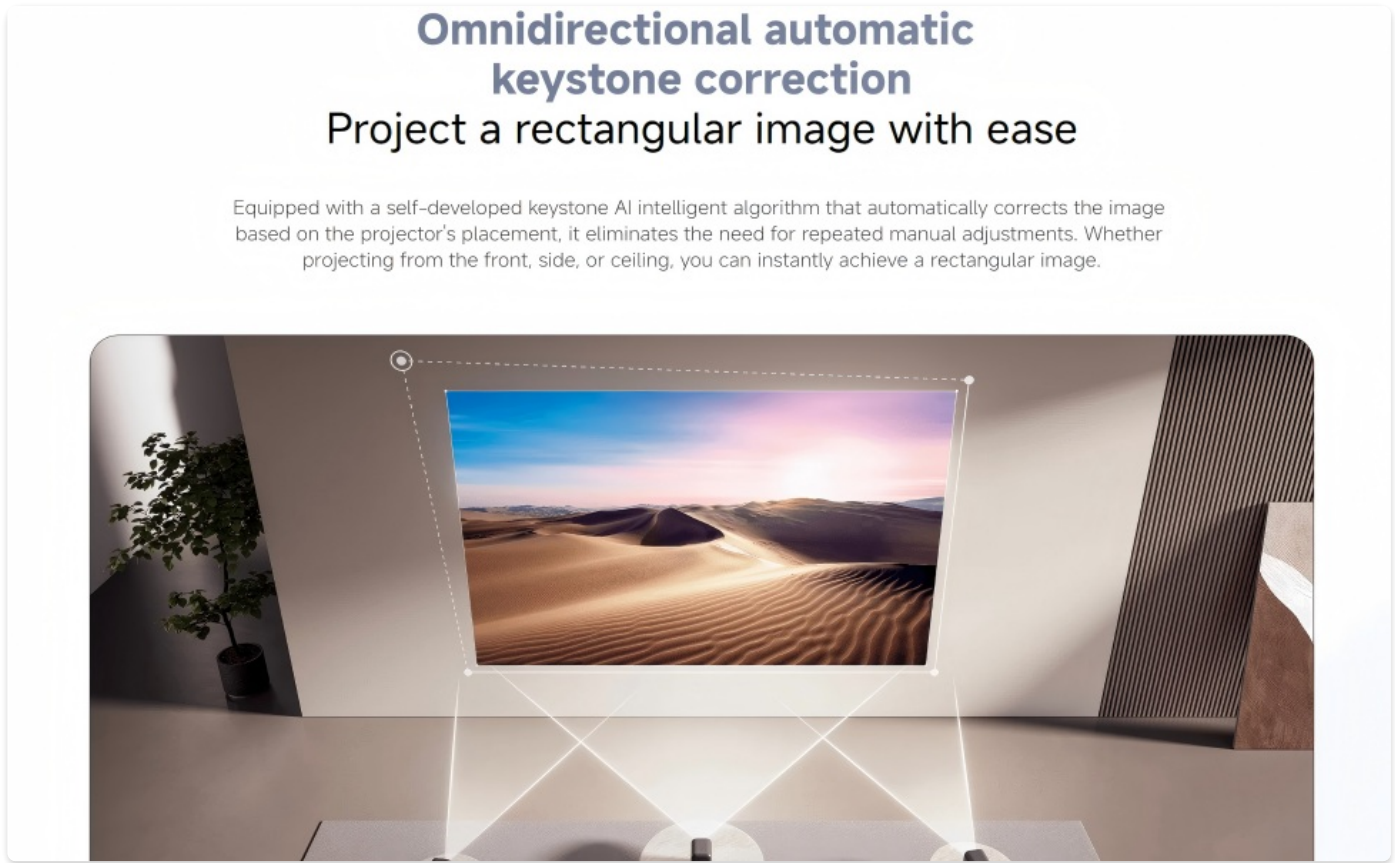 Omnidirectional automatic
keystone correction
Project a rectangular image with ease
Equipped with a self-developed keystone AI intelligent algorithm that automatically corrects the image
based on the projector's placement, it eliminates the need for repeated manual adjustments. Whether
projecting from the front, side, or ceiling, you can instantly achieve a rectangular image.